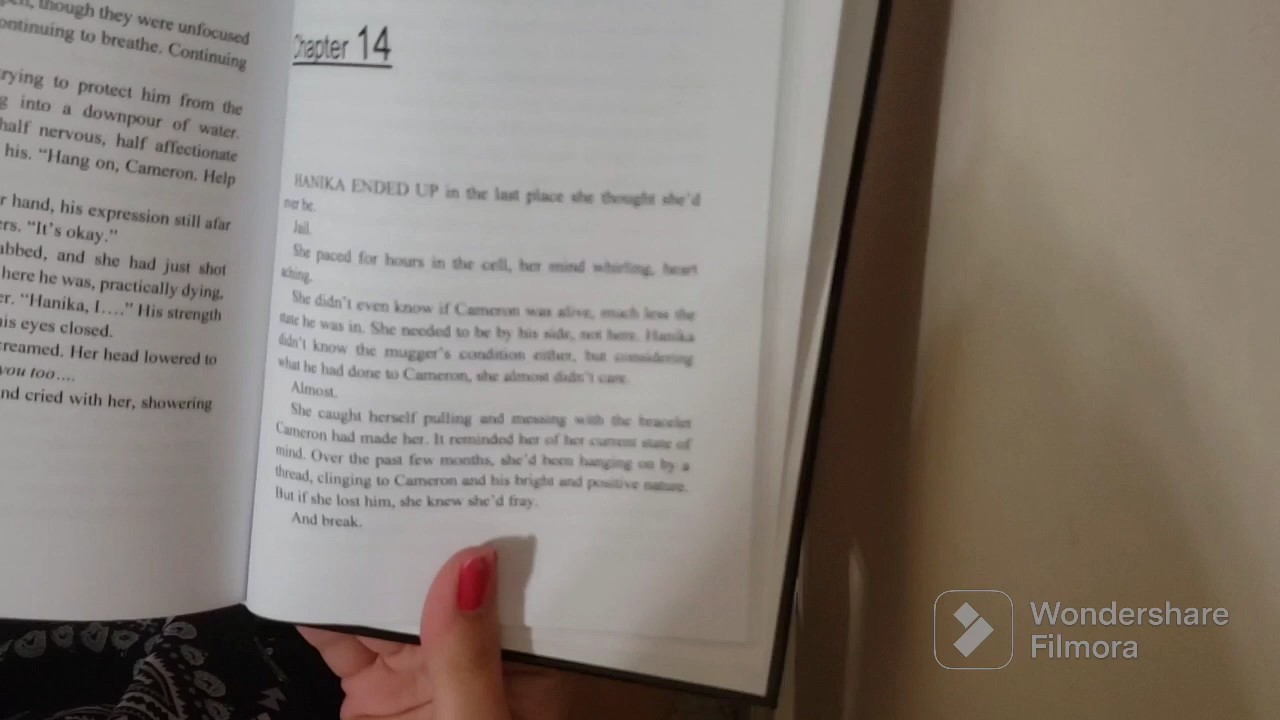 though they were unfocused
continuing to breathe. Continuing
trying to protect him from the
into a downpour of water.
half nervous, half affectionate
his. “Hang on, Cameron. Help
hand, his expression still afar
“It’s okay.”
and she had just shot
here he was, practically dying,
“Hanika, I….” His strength
his eyes closed.
screamed. Her head lowered to
you too….
and cried with her, showering
Chapter 14
HANIKA ENDED UP in the last place she thought she’d
be.
Jail.
She paced for hours in the cell, her mind whirling, heart
aching.
She didn’t even know if Cameron was alive, much less the
state he was in. She needed to be by his side, not here. Hanika
didn’t know the mugger’s condition either, but considering
what he had done to Cameron, she almost didn’t care.
Almost.
She caught herself pulling and messing with the bracelet
Cameron had made her. It reminded her of her current state of
mind. Over the past few months, she’d been hanging on by a
thread, clinging to Cameron and his bright and positive nature.
But if she lost him, she knew she’d fray.
And break.
Wondershare
Filmora